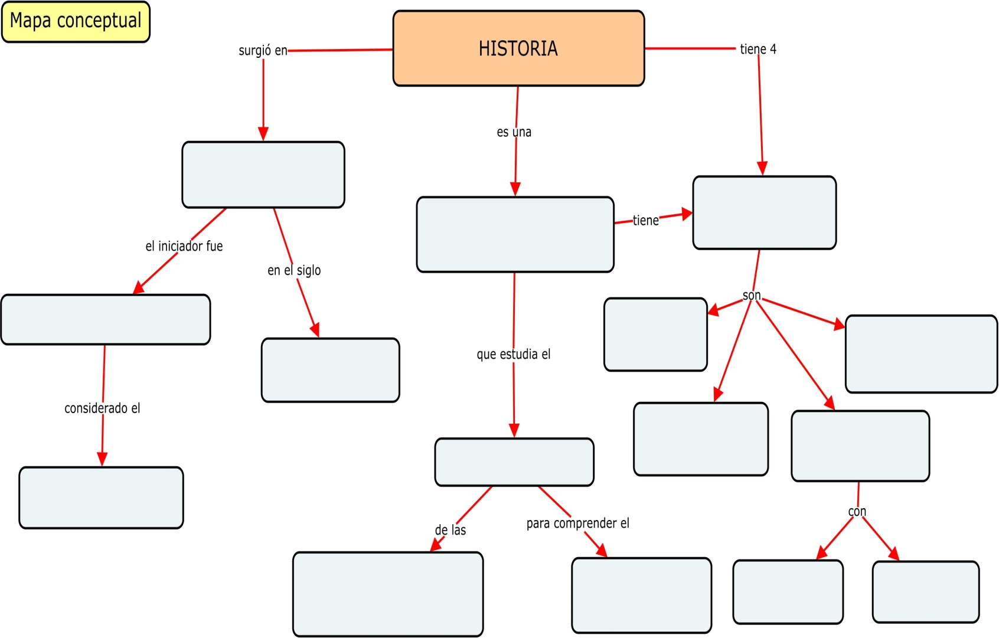 Mapa conceptual
HISTORIA
surgió en
tiene 4
es una
tiene
el iniciador fue
en el siglo
son
que estudia el
considerado el
con
de las
para comprender el